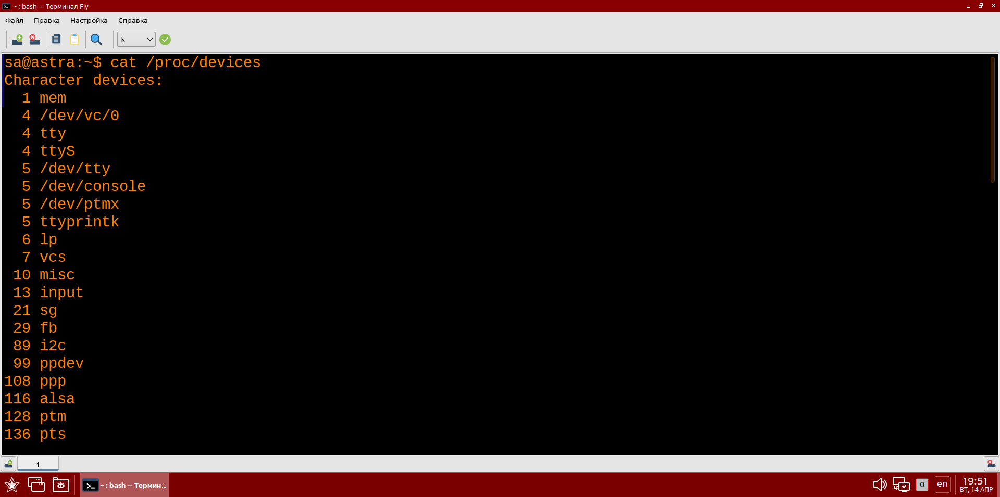 ~ : bash — Терминал Fly
Файл Правка Настройка Справка
ls
sa@astra:~$ cat /proc/devices
Character devices:
  1 mem
  4 /dev/vc/0
  4 tty
  4 ttyS
  5 /dev/tty
  5 /dev/console
  5 /dev/ptmx
  5 ttyprintk
  6 lp
  7 vcs
 10 misc
 13 input
 21 sg
 29 fb
 89 i2c
 99 ppdev
108 ppp
116 alsa
128 ptm
136 pts
1
~ : bash — Термин...
0 en 19:51
ВТ, 14 АПР